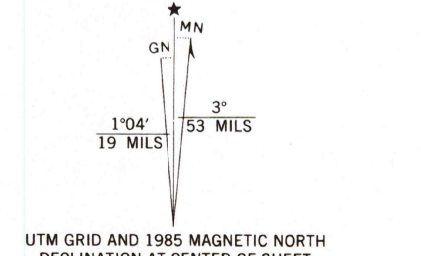 ★
MN
GN
3°
53 MILS
1°04′
19 MILS
UTM GRID AND 1985 MAGNETIC NORTH
DECLINATION AT CENTER OF SHEET